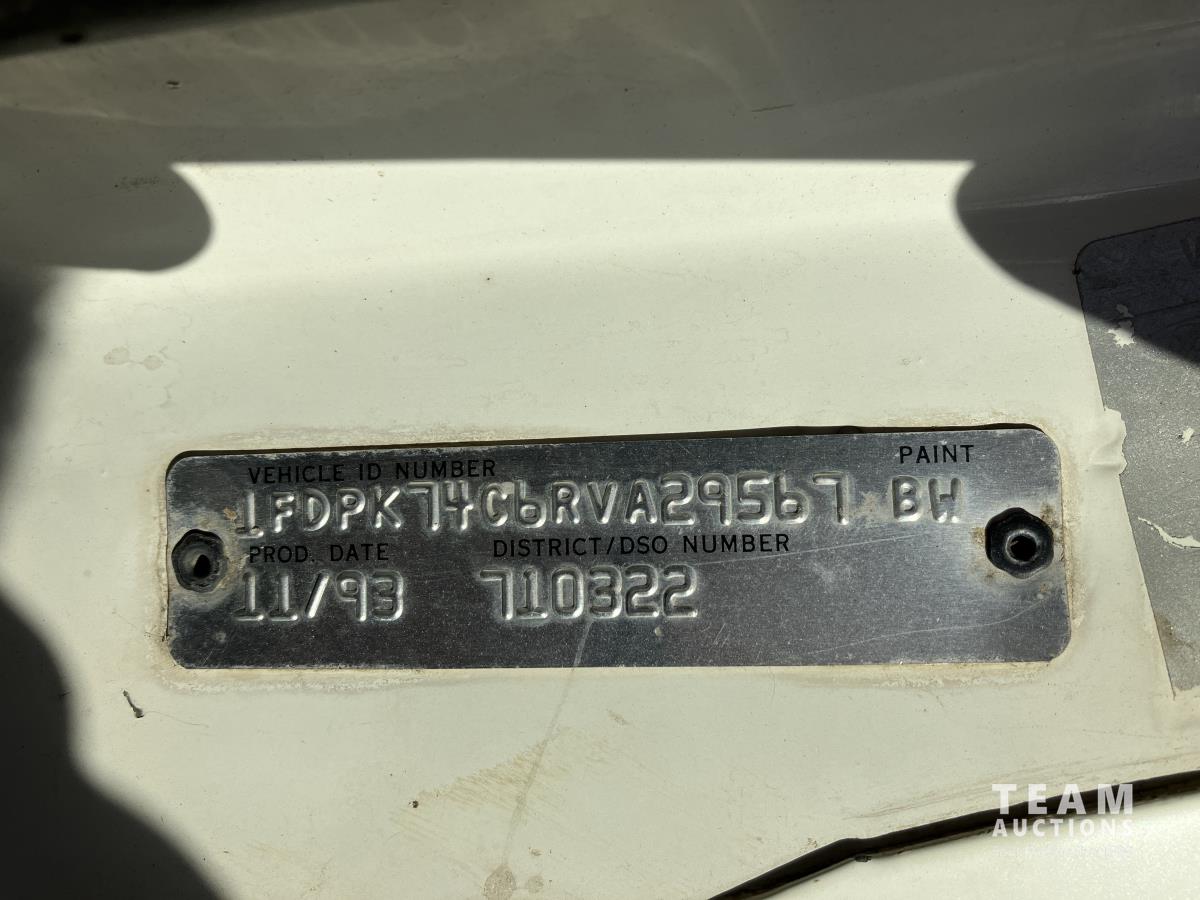 VEHICLE ID NUMBER PAINT
1FDPK74C6RVA29567 BW
PROD. DATE DISTRICT/DSO NUMBER
11/93 710322
TEAM
AUCTIONS